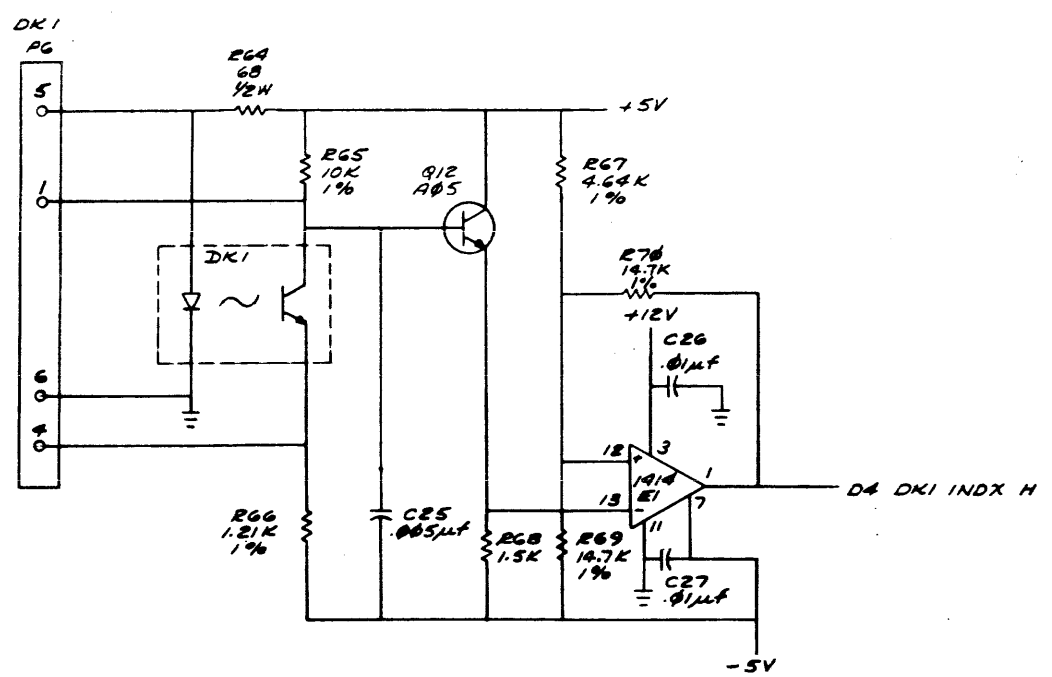 DK1
P6
5
1
6
4
R64
68
1/2W
+5V
R65
10K
1%
Q12
AØ5
R67
4.64K
1%
DK1
R7Ø
14.7K
1%
+12V
C26
.Ø1µf
12
+
3
1414
E1
1
13
-
11
7
D4 DK1 INDX H
R66
1.21K
1%
C25
.ØØ5µf
R68
1.5K
R69
14.7K
1%
C27
.Ø1µf
-5V